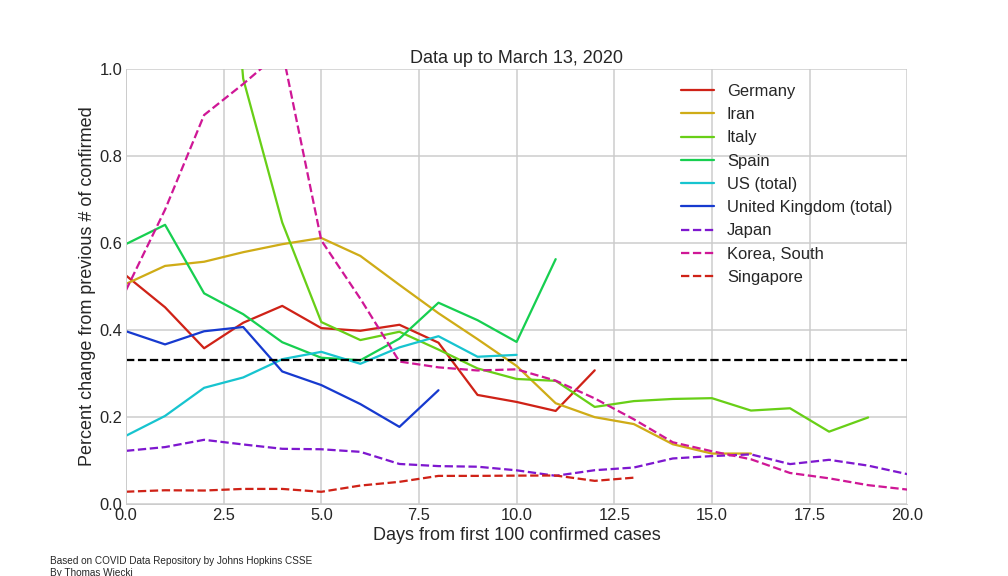 Data up to March 13, 2020
Percent change from previous # of confirmed
1.0
0.8
0.6
0.4
0.2
0.0
Germany
Iran
Italy
Spain
US (total)
United Kingdom (total)
Japan
Korea, South
Singapore
0.0 2.5 5.0 7.5 10.0 12.5 15.0 17.5 20.0
Days from first 100 confirmed cases
Based on COVID Data Repository by Johns Hopkins CSSE
By Thomas Wiecki